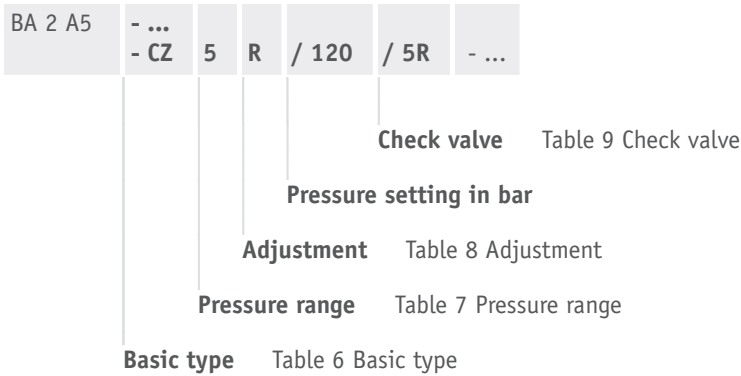 BA 2 A5 - ...
- CZ 5 R / 120 / 5R - ...
Check valve Table 9 Check valve
Pressure setting in bar
Adjustment Table 8 Adjustment
Pressure range Table 7 Pressure range
Basic type Table 6 Basic type